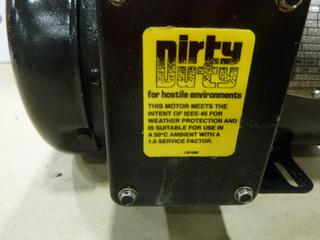 Dirty
Duty
for hostile environments
THIS MOTOR MEETS THE
INTENT OF IEEE-45 FOR
WEATHER PROTECTION AND
IS SUITABLE FOR USE IN
A 50°C AMBIENT WITH A
1.0 SERVICE FACTOR.